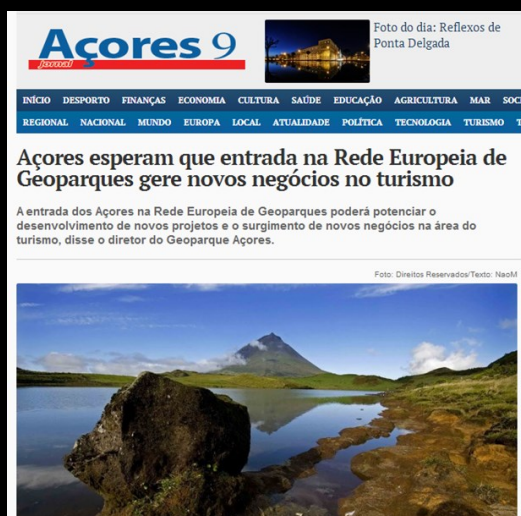 Açores 9
jornal
Foto do dia: Reflexos de
Ponta Delgada
INÍCIO DESPORTO FINANÇAS ECONOMIA CULTURA SAÚDE EDUCAÇÃO AGRICULTURA MAR SOC
REGIONAL NACIONAL MUNDO EUROPA LOCAL ATUALIDADE POLÍTICA TECNOLOGIA TURISMO T
Açores esperam que entrada na Rede Europeia de
Geoparques gere novos negócios no turismo
A entrada dos Açores na Rede Europeia de Geoparques poderá potenciar o
desenvolvimento de novos projetos e o surgimento de novos negócios na área do
turismo, disse o diretor do Geoparque Açores.
Foto: Direitos Reservados/Texto: NaoM